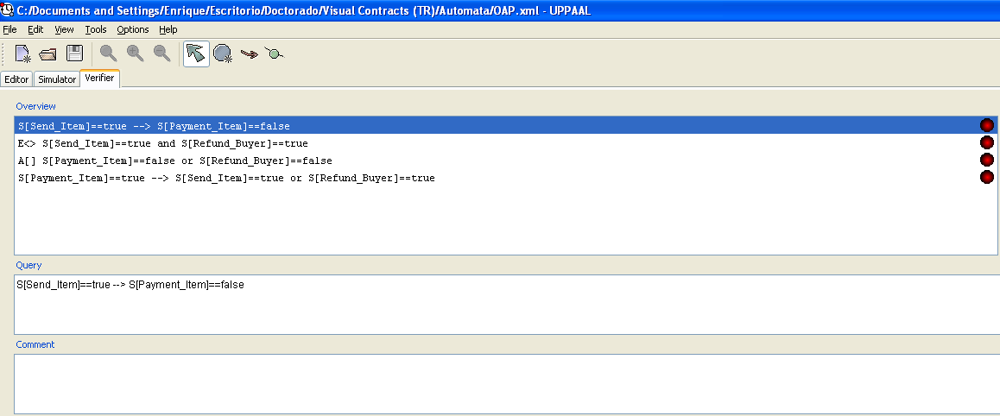 C:/Documents and Settings/Enrique/Escritorio/Doctorado/Visual Contracts (TR)/Automata/OAP.xml - UPPAAL
File Edit View Tools Options Help
Editor Simulator Verifier
Overview
S[Send_Item]==true --> S[Payment_Item]==false
E<> S[Send_Item]==true and S[Refund_Buyer]==true
A[] S[Payment_Item]==false or S[Refund_Buyer]==false
S[Payment_Item]==true --> S[Send_Item]==true or S[Refund_Buyer]==true
Query
S[Send_Item]==true --> S[Payment_Item]==false
Comment